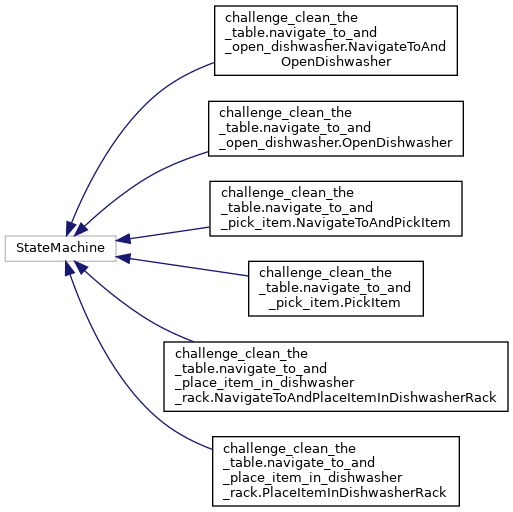 challenge_clean_the
_table.navigate_to_and
_open_dishwasher.NavigateToAnd
OpenDishwasher
challenge_clean_the
_table.navigate_to_and
_open_dishwasher.OpenDishwasher
challenge_clean_the
_table.navigate_to_and
_pick_item.NavigateToAndPickItem
StateMachine
challenge_clean_the
_table.navigate_to_and
_pick_item.PickItem
challenge_clean_the
_table.navigate_to_and
_place_item_in_dishwasher
_rack.NavigateToAndPlaceItemInDishwasherRack
challenge_clean_the
_table.navigate_to_and
_place_item_in_dishwasher
_rack.PlaceItemInDishwasherRack